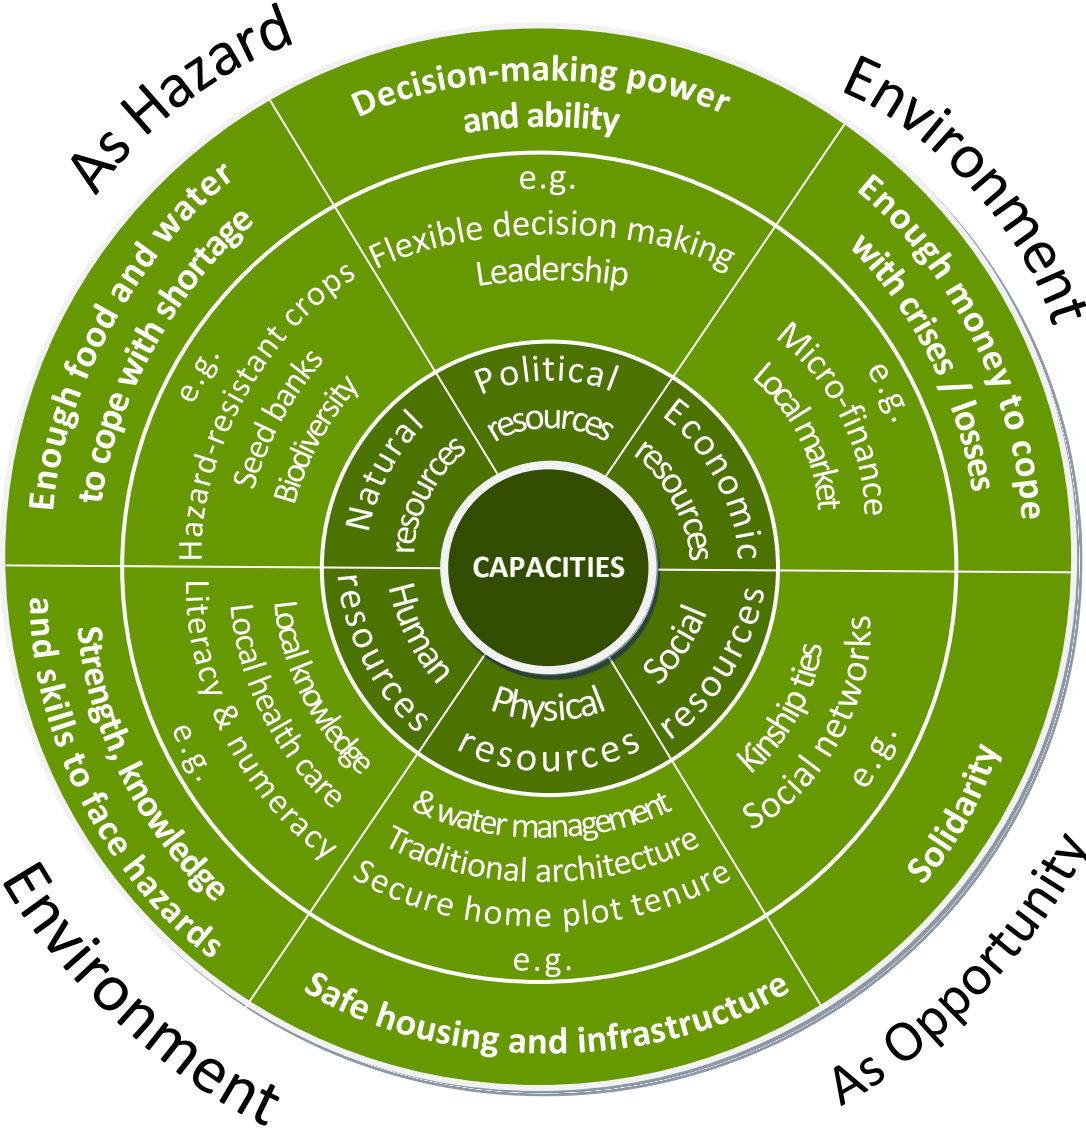 As Hazard
Environment
Decision-making power
and ability
e.g.
Flexible decision making
Leadership
Political
resources
Enough money to cope
with crises / losses
e.g.
Micro-finance
Local market
Economic
resources
Social
resources
Kinship ties
Social networks
e.g.
Solidarity
Physical
resources
& water management
Traditional architecture
Secure home plot tenure
e.g.
Safe housing and infrastructure
Human
resources
Local knowledge
Local health care
Literacy & numeracy
e.g.
Strength, knowledge
and skills to face hazards
Enough food and water
to cope with shortage
e.g.
Hazard-resistant crops
Seed banks
Biodiversity
Natural
resources
CAPACITIES
Environment
As Opportunity